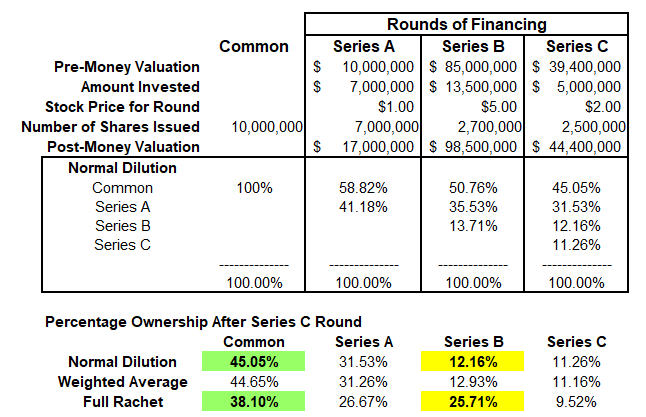 Rounds of Financing
Common Series A Series B Series C
Pre-Money Valuation $ 10,000,000 $ 85,000,000 $ 39,400,000
Amount Invested $ 7,000,000 $ 13,500,000 $ 5,000,000
Stock Price for Round $1.00 $5.00 $2.00
Number of Shares Issued 10,000,000 7,000,000 2,700,000 2,500,000
Post-Money Valuation $ 17,000,000 $ 98,500,000 $ 44,400,000
Normal Dilution
Common 100% 58.82% 50.76% 45.05%
Series A 41.18% 35.53% 31.53%
Series B 13.71% 12.16%
Series C 11.26%
-------------- -------------- -------------- --------------
100.00% 100.00% 100.00% 100.00%
Percentage Ownership After Series C Round
Common Series A Series B Series C
Normal Dilution 45.05% 31.53% 12.16% 11.26%
Weighted Average 44.65% 31.26% 12.93% 11.16%
Full Rachet 38.10% 26.67% 25.71% 9.52%